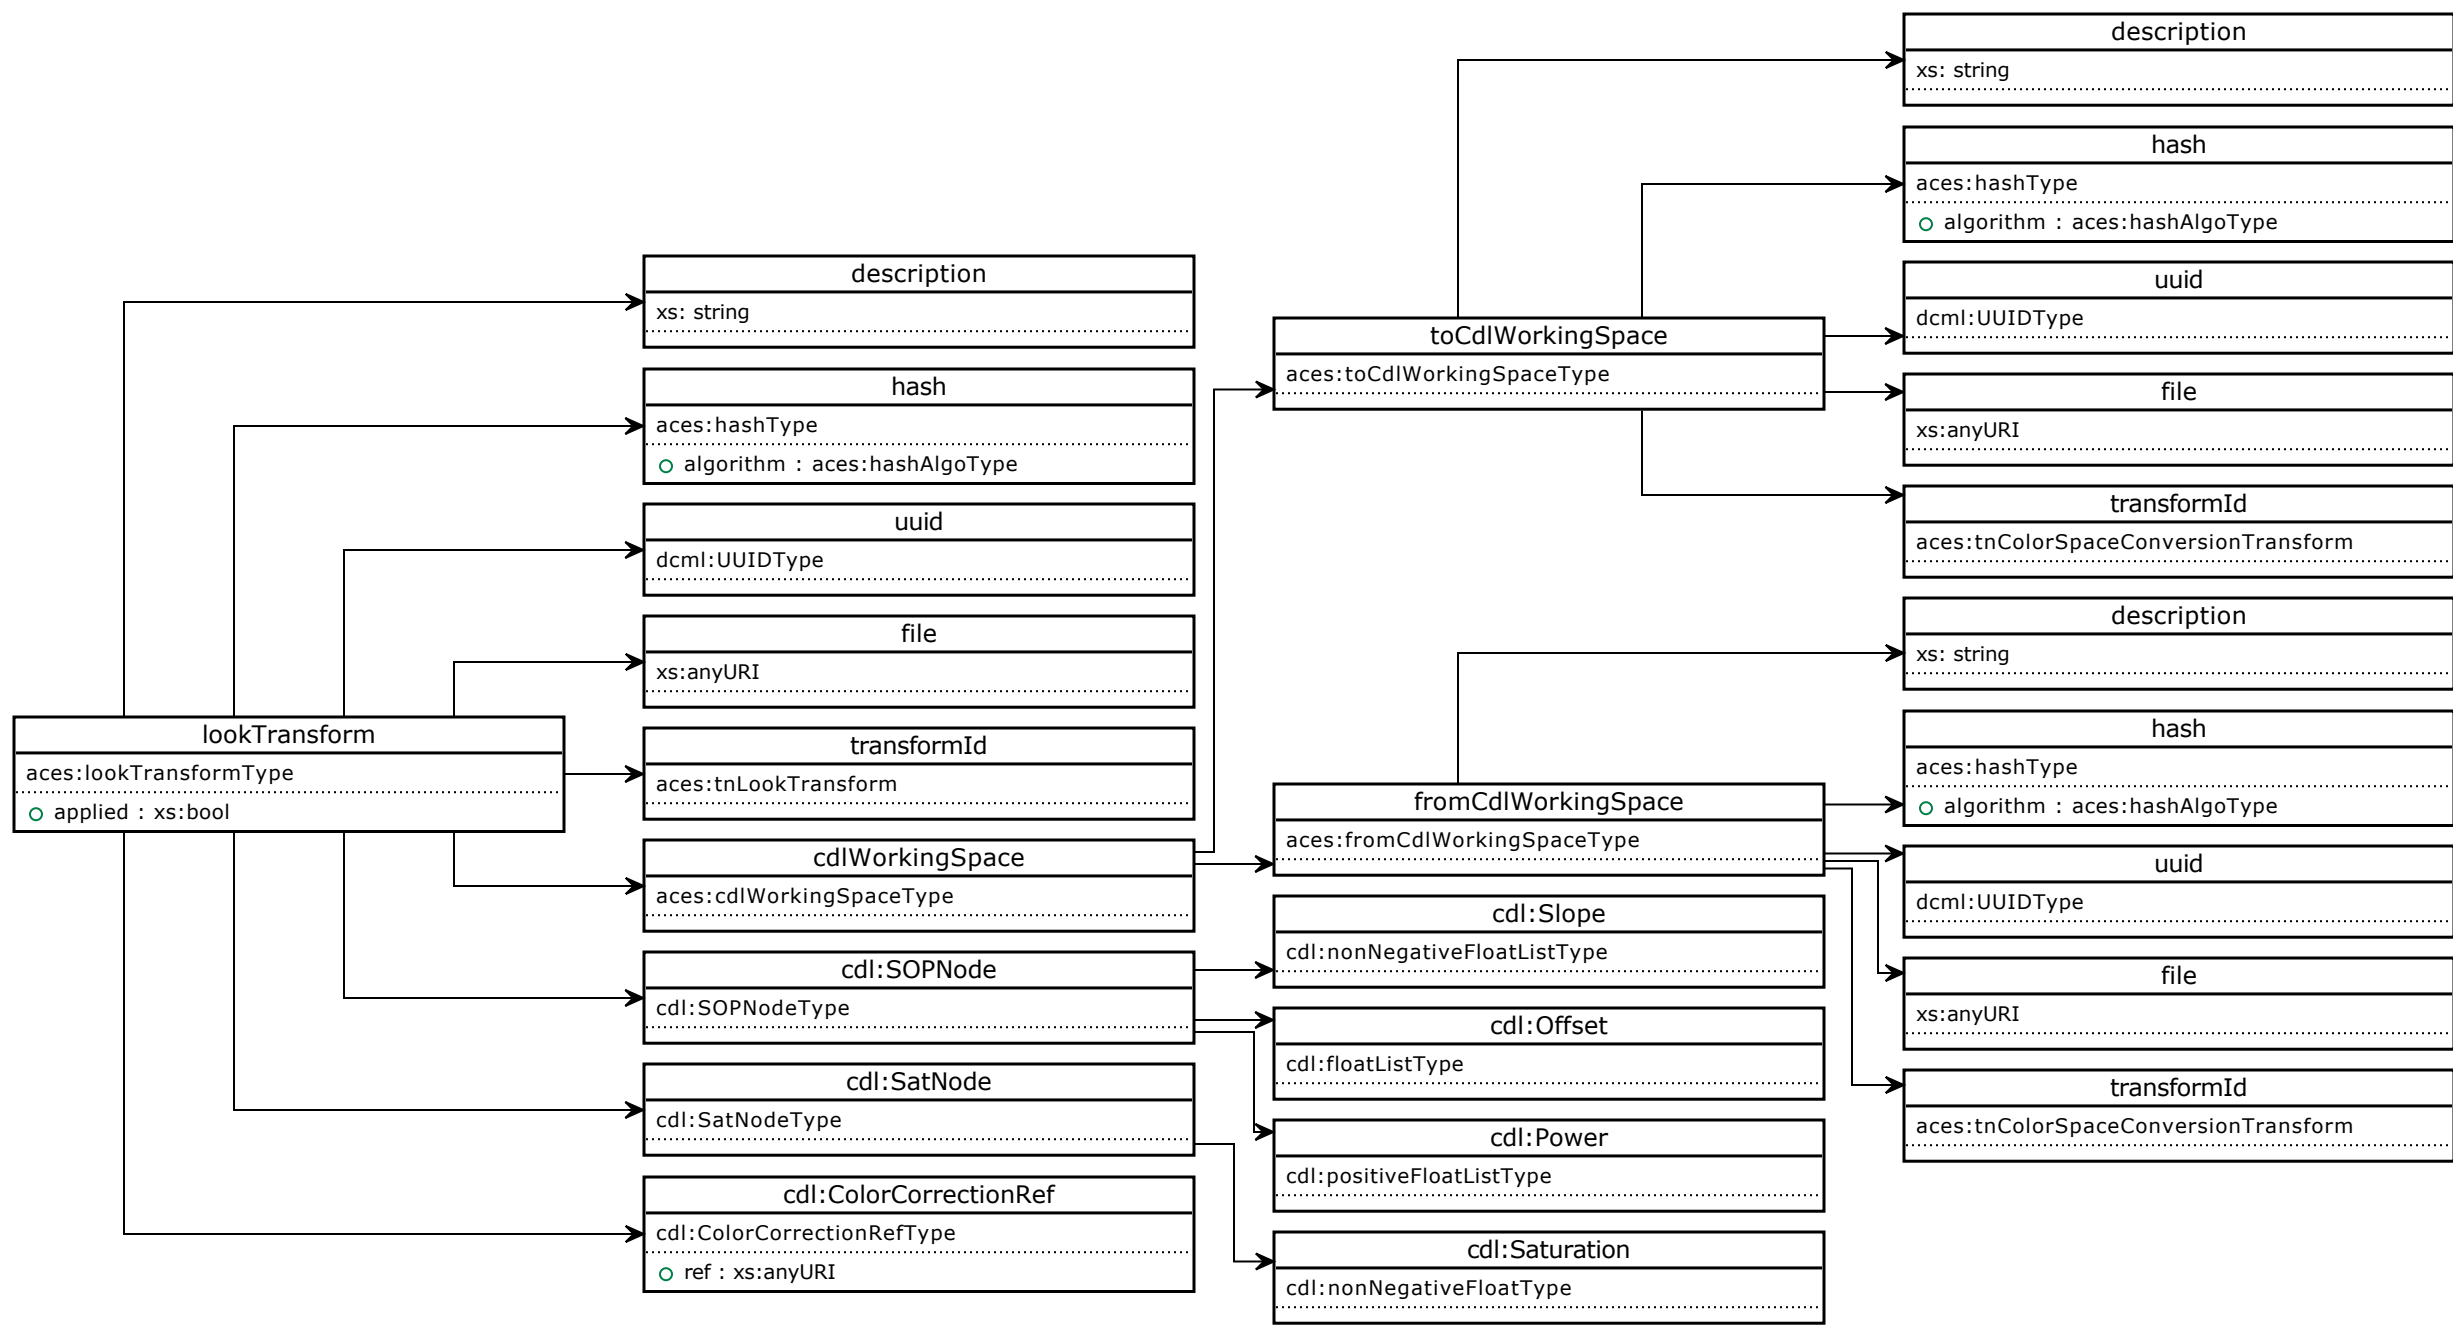 lookTransform
aces:lookTransformType
applied : xs:bool
description
xs: string
hash
aces:hashType
algorithm : aces:hashAlgoType
uuid
dcml:UUIDType
file
xs:anyURI
transformId
aces:tnLookTransform
cdlWorkingSpace
aces:cdlWorkingSpaceType
cdl:SOPNode
cdl:SOPNodeType
cdl:SatNode
cdl:SatNodeType
cdl:ColorCorrectionRef
cdl:ColorCorrectionRefType
ref : xs:anyURI
toCdlWorkingSpace
aces:toCdlWorkingSpaceType
fromCdlWorkingSpace
aces:fromCdlWorkingSpaceType
cdl:Slope
cdl:nonNegativeFloatListType
cdl:Offset
cdl:floatListType
cdl:Power
cdl:positiveFloatListType
cdl:Saturation
cdl:nonNegativeFloatType
description
xs: string
hash
aces:hashType
algorithm : aces:hashAlgoType
uuid
dcml:UUIDType
file
xs:anyURI
transformId
aces:tnColorSpaceConversionTransform
description
xs: string
hash
aces:hashType
algorithm : aces:hashAlgoType
uuid
dcml:UUIDType
file
xs:anyURI
transformId
aces:tnColorSpaceConversionTransform